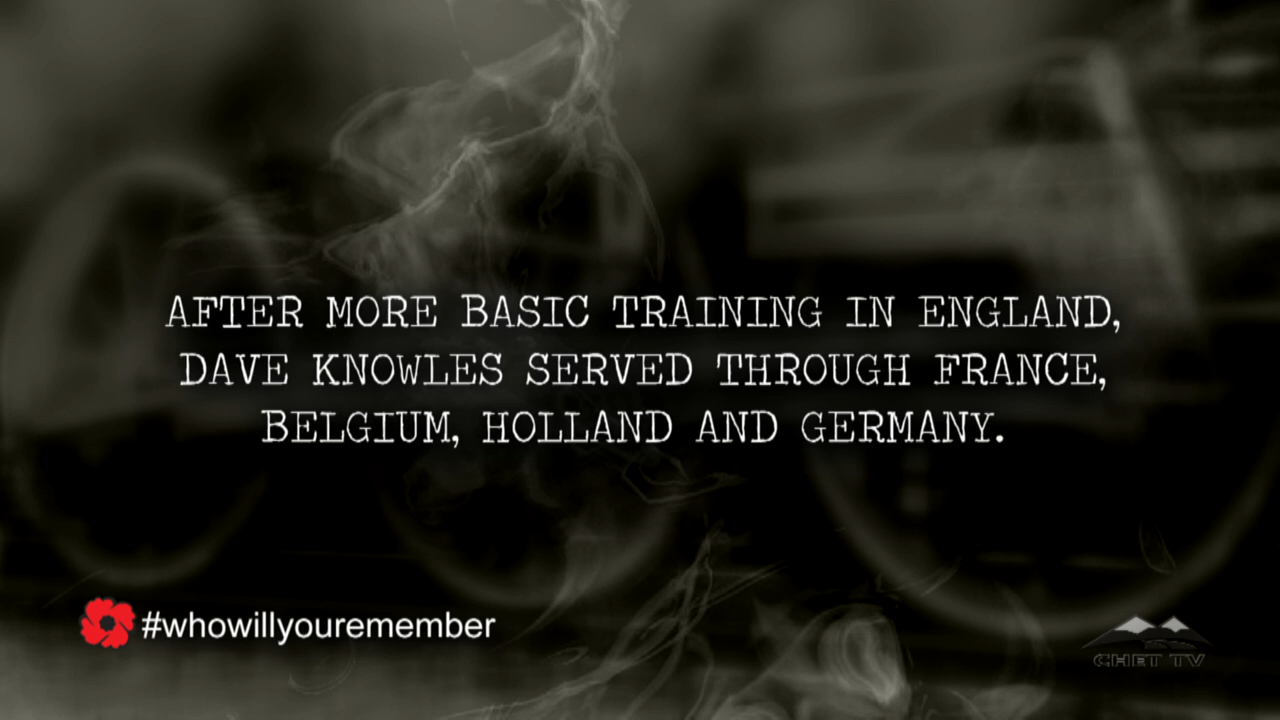 AFTER MORE BASIC TRAINING IN ENGLAND,
DAVE KNOWLES SERVED THROUGH FRANCE,
BELGIUM, HOLLAND AND GERMANY.
#whowillyouremember
CHET TV